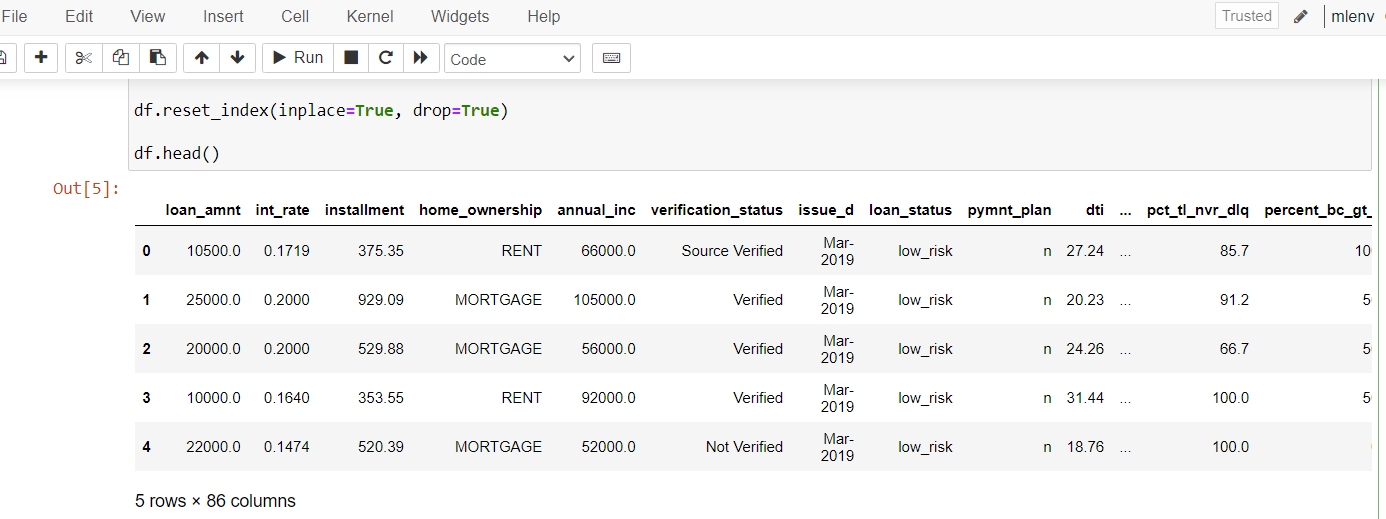 File Edit View Insert Cell Kernel Widgets Help Trusted mlenv
Run Code
df.reset_index(inplace=True, drop=True)
df.head()
Out[5]:
loan_amnt int_rate installment home_ownership annual_inc verification_status issue_d loan_status pymnt_plan dti ... pct_tl_nvr_dlq percent_bc_gt_
0 10500.0 0.1719 375.35 RENT 66000.0 Source Verified Mar-2019 low_risk n 27.24 ... 85.7 10
1 25000.0 0.2000 929.09 MORTGAGE 105000.0 Verified Mar-2019 low_risk n 20.23 ... 91.2 5
2 20000.0 0.2000 529.88 MORTGAGE 56000.0 Verified Mar-2019 low_risk n 24.26 ... 66.7 5
3 10000.0 0.1640 353.55 RENT 92000.0 Verified Mar-2019 low_risk n 31.44 ... 100.0 5
4 22000.0 0.1474 520.39 MORTGAGE 52000.0 Not Verified Mar-2019 low_risk n 18.76 ... 100.0
5 rows × 86 columns